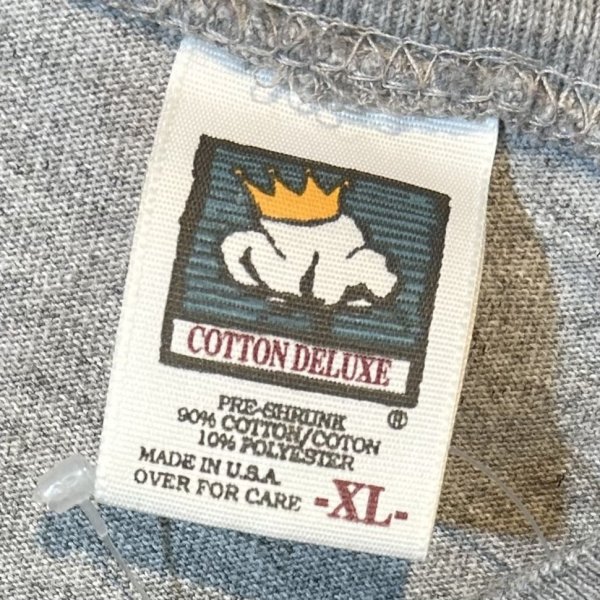 COTTON DELUXE
®
PRE-SHRUNK
90% COTTON/COTON
10% POLYESTER
MADE IN U.S.A.
OVER FOR CARE -XL-